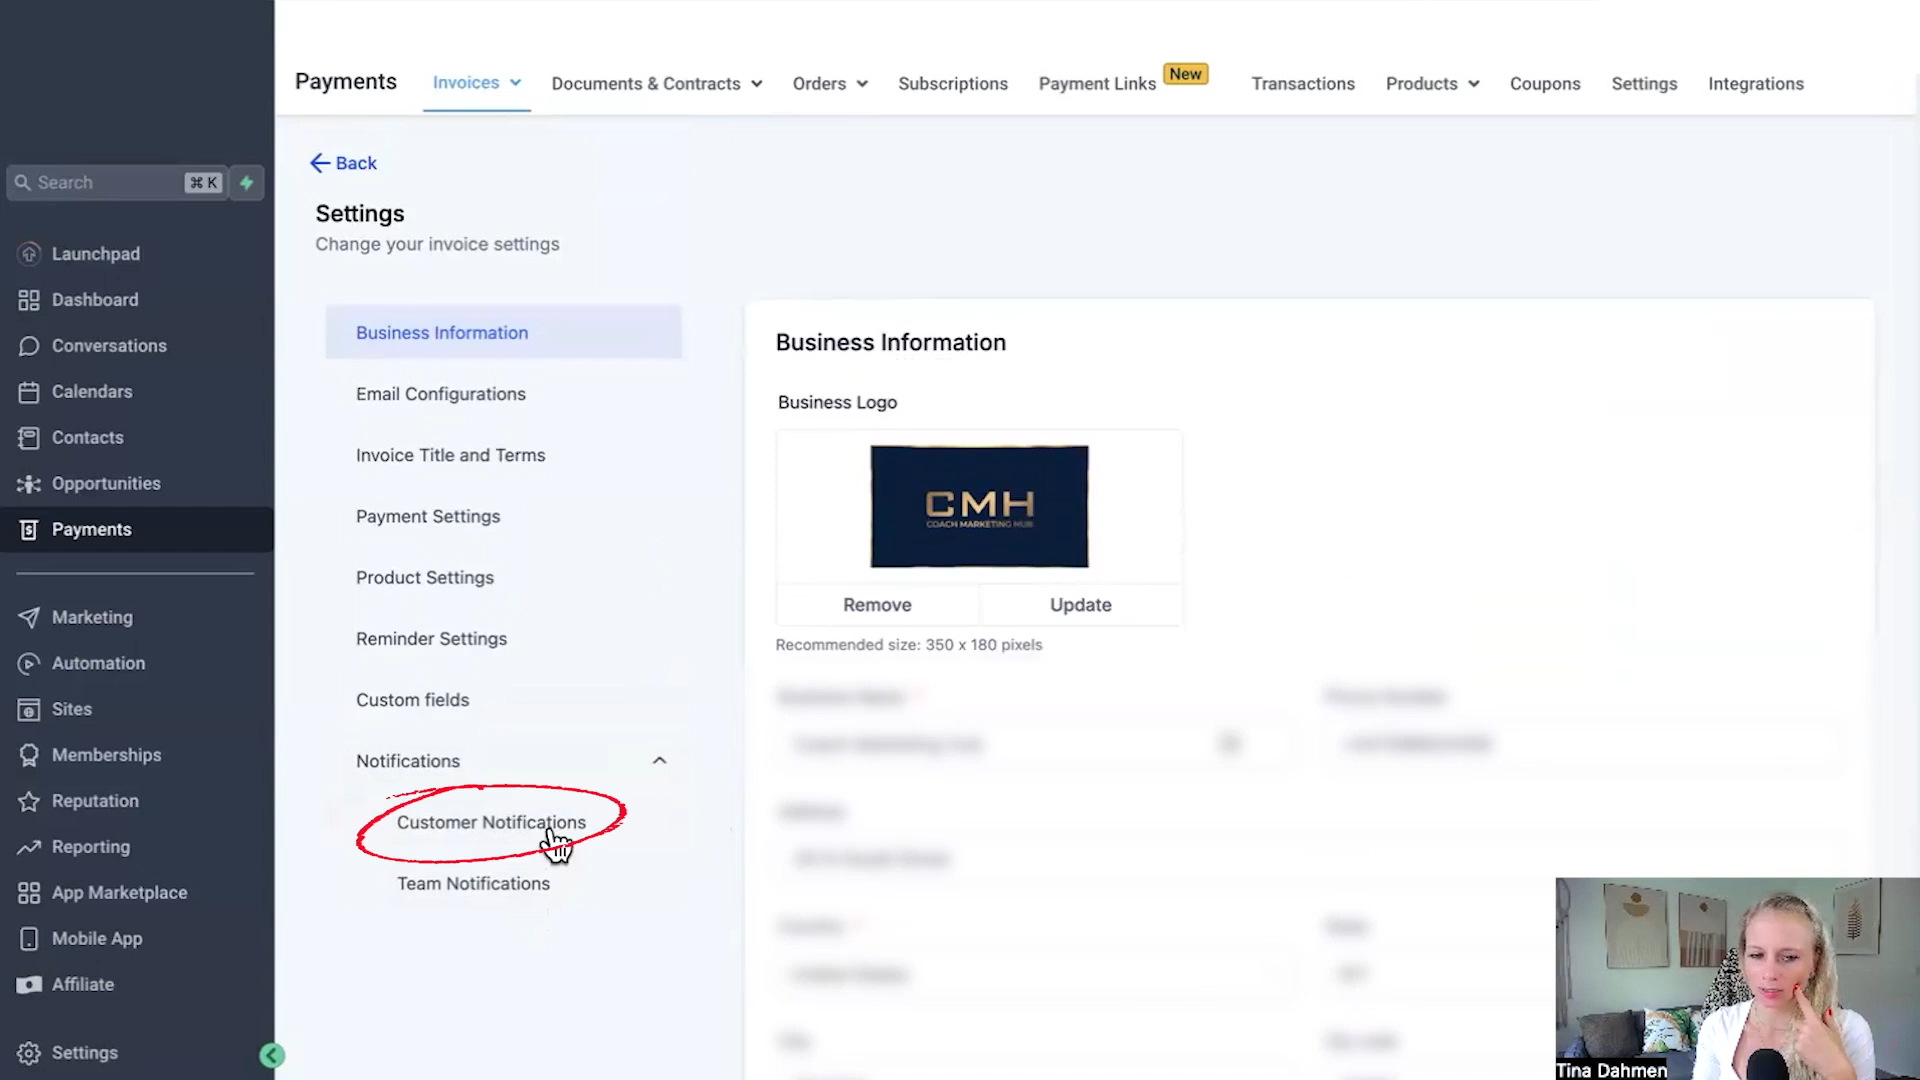 Payments
Invoices
Documents & Contracts
Orders
Subscriptions
Payment Links
New
Transactions
Products
Coupons
Settings
Integrations
Search
⌘ K
Launchpad
Dashboard
Conversations
Calendars
Contacts
Opportunities
Payments
Marketing
Automation
Sites
Memberships
Reputation
Reporting
App Marketplace
Mobile App
Affiliate
Settings
Back
Settings
Change your invoice settings
Business Information
Email Configurations
Invoice Title and Terms
Payment Settings
Product Settings
Reminder Settings
Custom fields
Notifications
Customer Notifications
Team Notifications
Business Information
Business Logo
CMH
COACH MARKETING HUB
Remove
Update
Recommended size: 350 x 180 pixels
Tina Dahmen